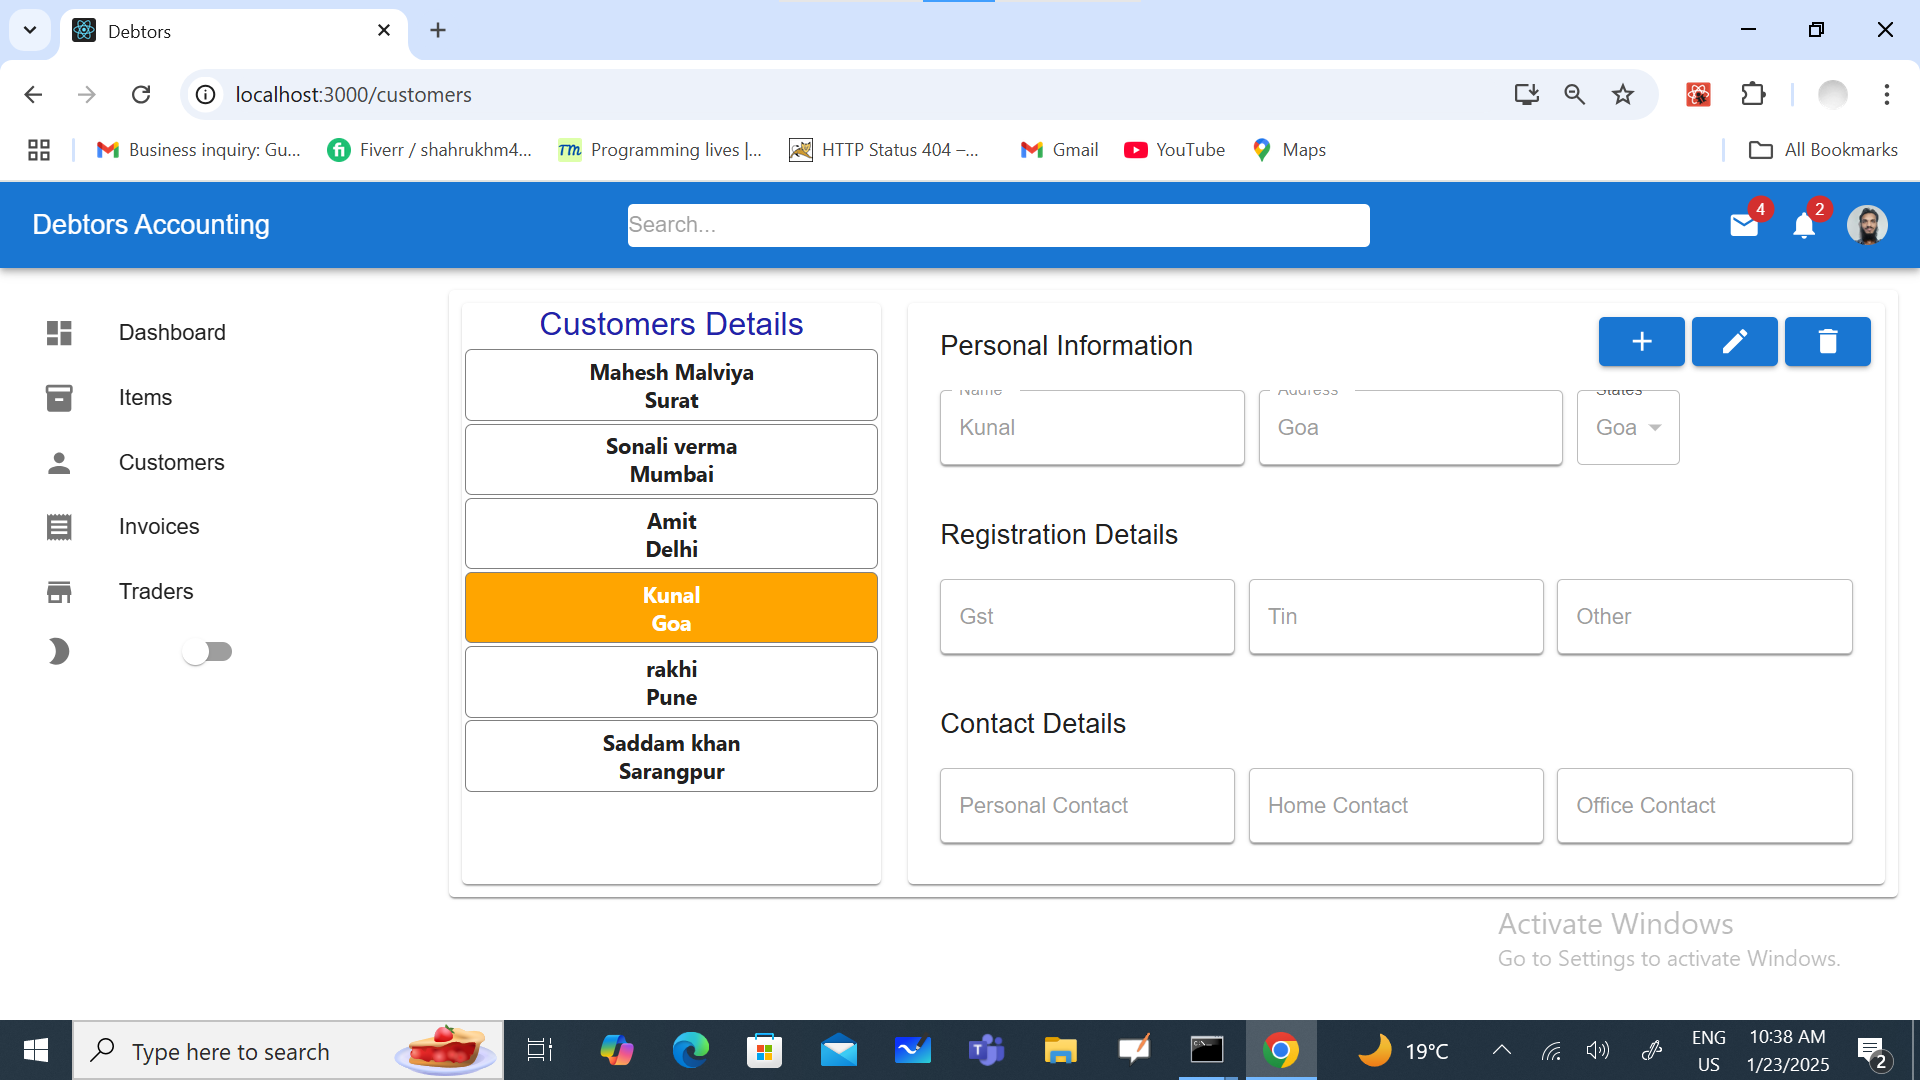 Debtors
localhost:3000/customers
Business inquiry: Gu...
Fiverr / shahrukhm4...
TM
Programming lives |...
HTTP Status 404 –...
Gmail
YouTube
Maps
All Bookmarks
Debtors Accounting
Search...
4
2
Dashboard
Items
Customers
Invoices
Traders
Customers Details
Mahesh Malviya
Surat
Sonali verma
Mumbai
Amit
Delhi
Kunal
Goa
rakhi
Pune
Saddam khan
Sarangpur
Personal Information
Name
Kunal
Address
Goa
States
Goa
Registration Details
Gst
Tin
Other
Contact Details
Personal Contact
Home Contact
Office Contact
Activate Windows
Go to Settings to activate Windows.
Type here to search
19°C
ENG
US
10:38 AM
1/23/2025
2